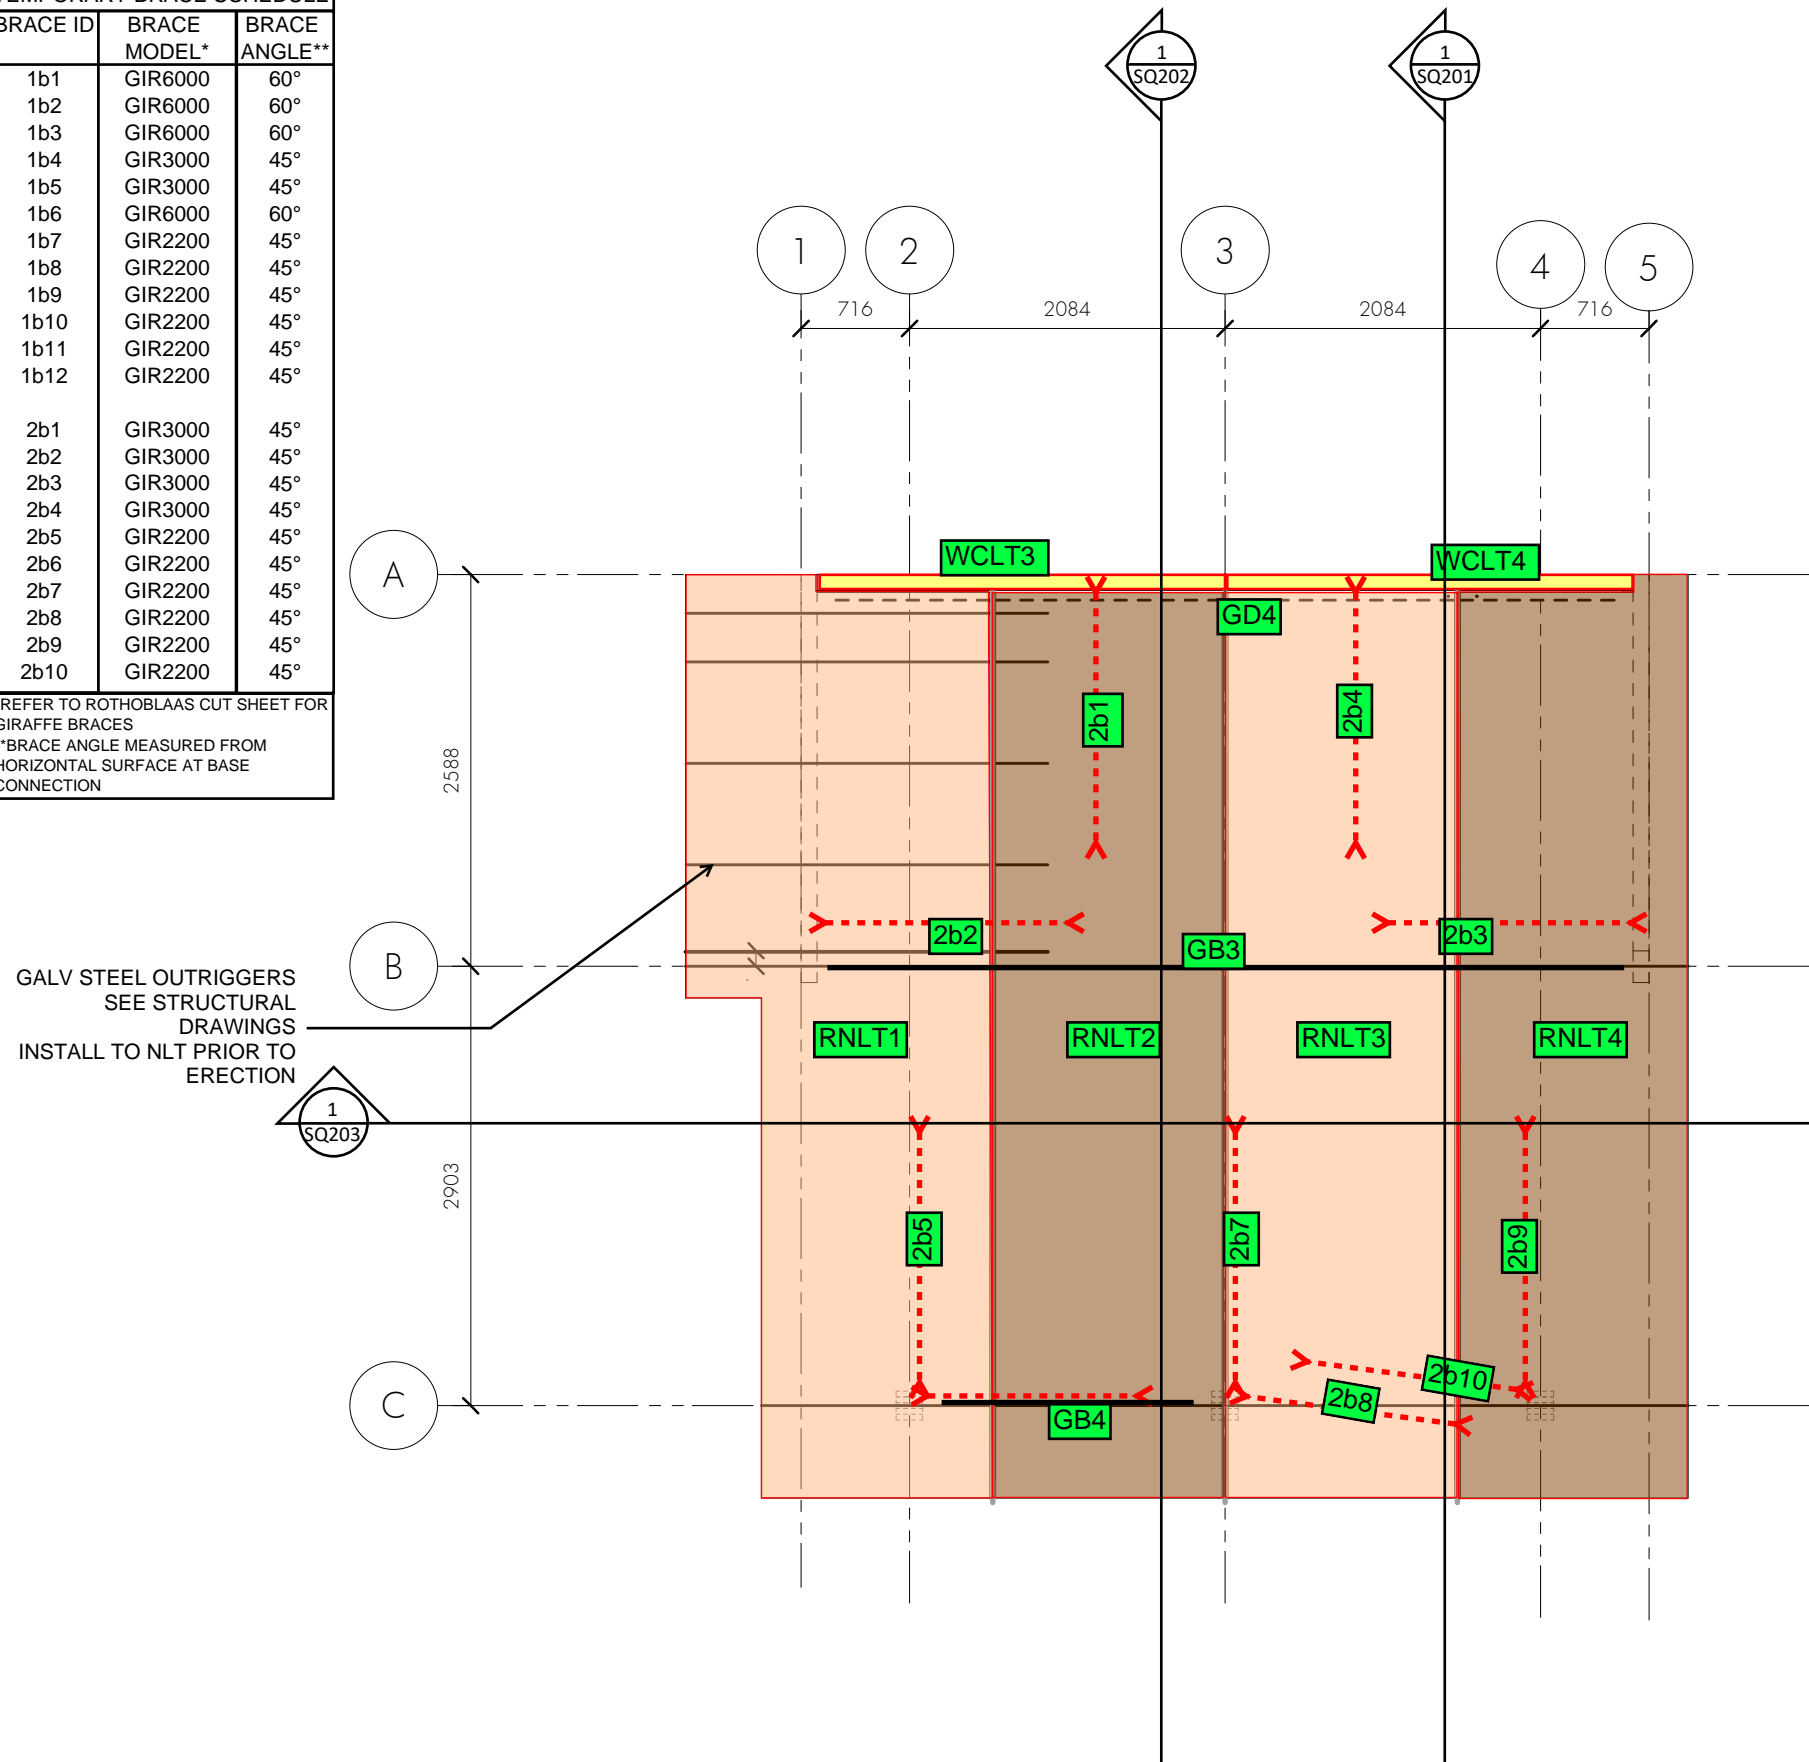 TEMPORARY BRACE SCHEDULE
BRACE ID BRACE MODEL* BRACE ANGLE**
1b1 GIR6000 60°
1b2 GIR6000 60°
1b3 GIR6000 60°
1b4 GIR3000 45°
1b5 GIR3000 45°
1b6 GIR6000 60°
1b7 GIR2200 45°
1b8 GIR2200 45°
1b9 GIR2200 45°
1b10 GIR2200 45°
1b11 GIR2200 45°
1b12 GIR2200 45°
2b1 GIR3000 45°
2b2 GIR3000 45°
2b3 GIR3000 45°
2b4 GIR3000 45°
2b5 GIR2200 45°
2b6 GIR2200 45°
2b7 GIR2200 45°
2b8 GIR2200 45°
2b9 GIR2200 45°
2b10 GIR2200 45°
REFER TO ROTHOBLAAS CUT SHEET FOR
GIRAFFE BRACES
*BRACE ANGLE MEASURED FROM
HORIZONTAL SURFACE AT BASE
CONNECTION
1
SQ202
1
SQ201
1 2 3 4 5
716 2084 2084 716
A
WCLT3
WCLT4
GD4
2b1
2b4
2588
2b2
2b3
B
GB3
GALV STEEL OUTRIGGERS
SEE STRUCTURAL
DRAWINGS
INSTALL TO NLT PRIOR TO
ERECTION
RNLT1
RNLT2
RNLT3
RNLT4
1
SQ203
2903
2b5
2b7
2b9
2b10
2b8
C
GB4